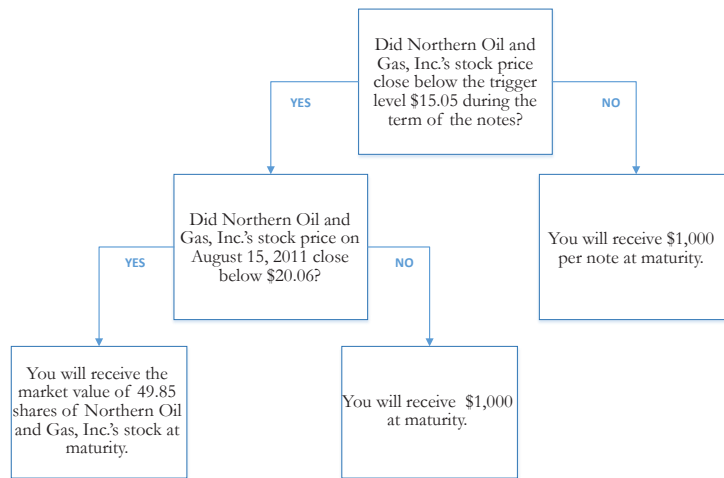 Did Northern Oil and
Gas, Inc.'s stock price
close below the trigger
level $15.05 during the
term of the notes?
YES
NO
Did Northern Oil and
Gas, Inc.'s stock price on
August 15, 2011 close
below $20.06?
You will receive $1,000
per note at maturity.
YES
NO
You will receive the
market value of 49.85
shares of Northern Oil
and Gas, Inc.'s stock at
maturity.
You will receive $1,000
at maturity.